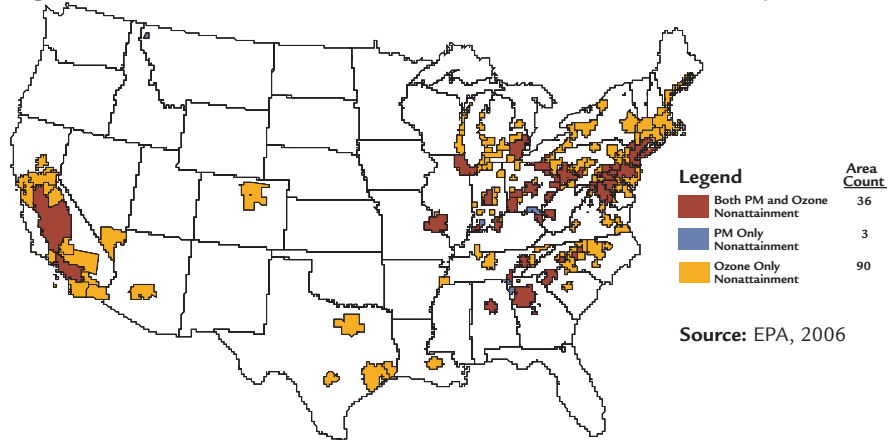 Legend
Area
Count
Both PM and Ozone
Nonattainment
36
PM Only
Nonattainment
3
Ozone Only
Nonattainment
90
Source: EPA, 2006